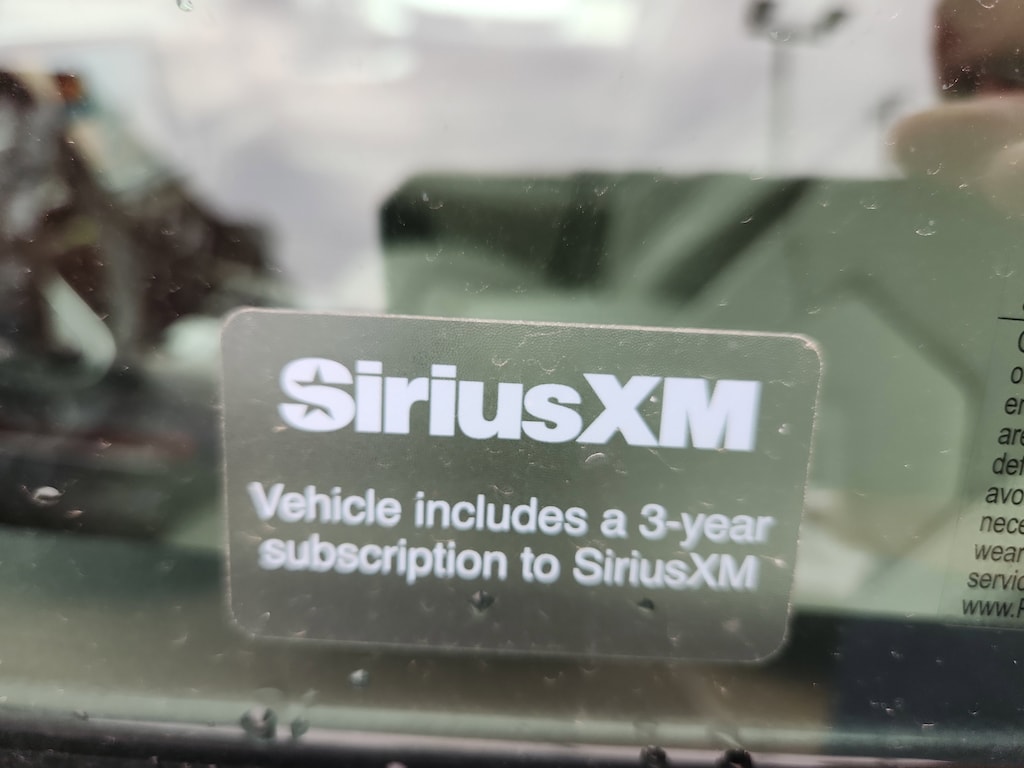 SiriusXM
Vehicle includes a 3-year
subscription to SiriusXM